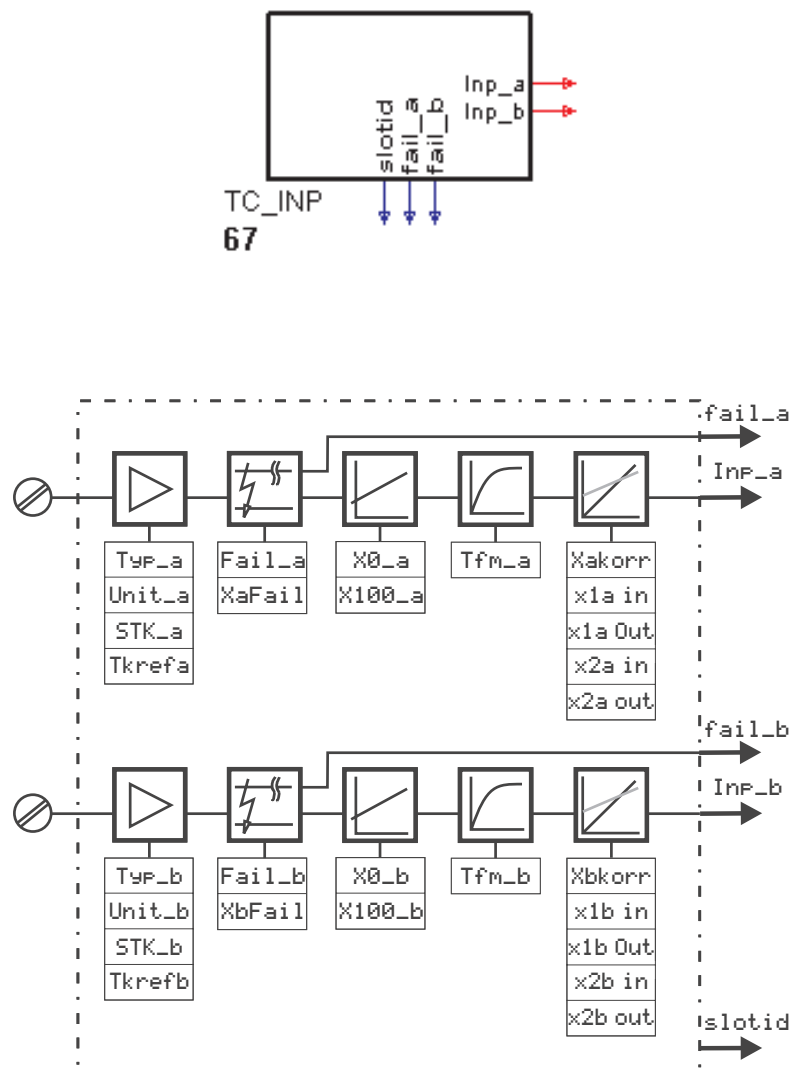 Inp_a
Inp_b
slotid
fail_a
fail_b
TC_INP
67
fail_a
Inp_a
Typ_a
Unit_a
STK_a
Tkrefa
Fail_a
XaFail
X0_a
X100_a
Tfm_a
Xakorr
x1a in
x1a Out
x2a in
x2a out
fail_b
Inp_b
Typ_b
Unit_b
STK_b
Tkrefb
Fail_b
XbFail
X0_b
X100_b
Tfm_b
Xbkorr
x1b in
x1b Out
x2b in
x2b out
slotid